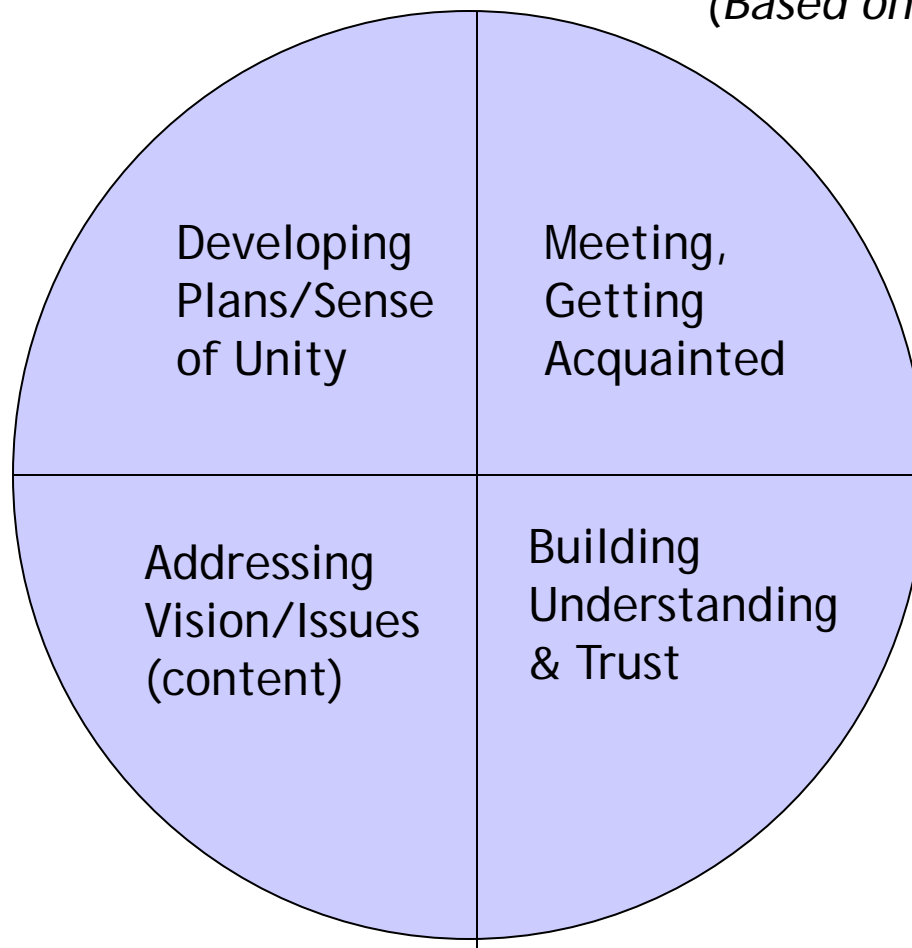 (Based on
Developing
Plans/Sense
of Unity
Meeting,
Getting
Acquainted
Addressing
Vision/Issues
(content)
Building
Understanding
& Trust